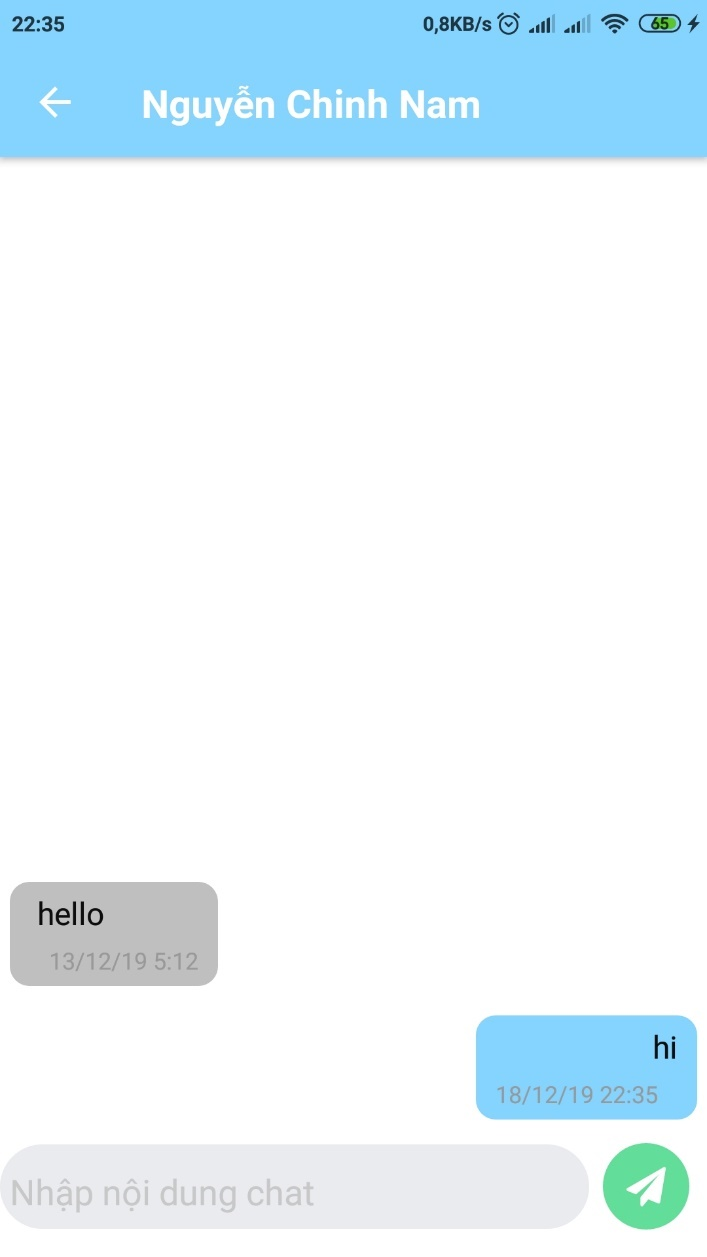 22:35 0,8KB/s 65
Nguyễn Chinh Nam
hello
13/12/19 5:12
hi
18/12/19 22:35
Nhập nội dung chat